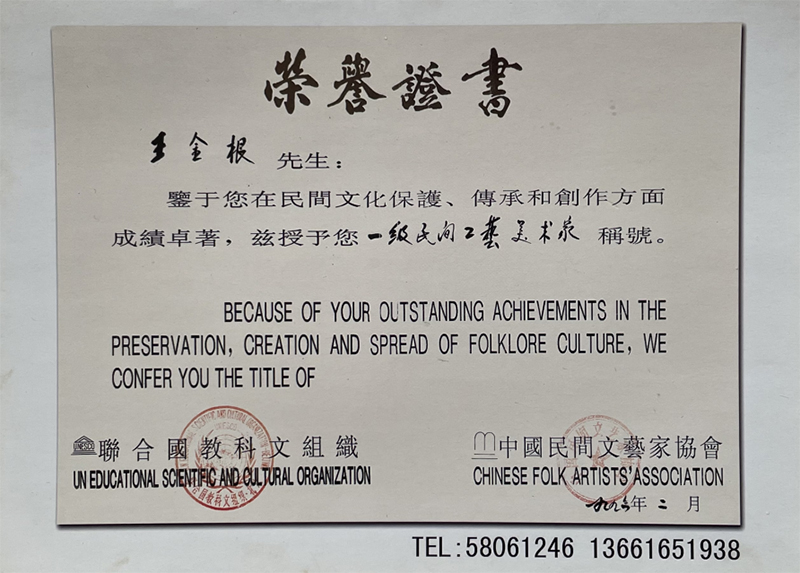 榮譽證書
王金根 先生：
鑒于您在民間文化保護、傳承和創作方面
成績卓著，兹授予您 一级民间工藝美术家 稱號。
BECAUSE OF YOUR OUTSTANDING ACHIEVEMENTS IN THE
PRESERVATION, CREATION AND SPREAD OF FOLKLORE CULTURE, WE
CONFER YOU THE TITLE OF
聯合國教科文組織
UN EDUCATIONAL SCIENTIFIC AND CULTURAL ORGANIZATION
中國民間文藝家協會
CHINESE FOLK ARTISTS'ASSOCIATION
年二月
TEL:58061246 13661651938